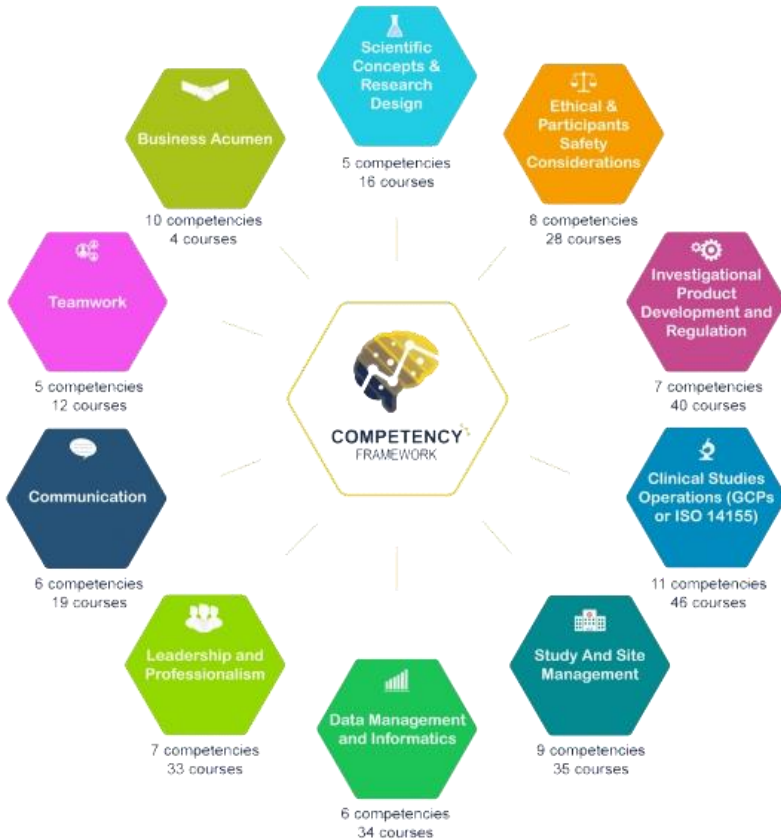 Scientific
Concepts &
Research
Design
5 competencies
16 courses
Ethical &
Participants
Safety
Considerations
8 competencies
28 courses
Investigational
Product
Development and
Regulation
7 competencies
40 courses
Clinical Studies
Operations (GCPs
or ISO 14155)
11 competencies
46 courses
Study And Site
Management
9 competencies
35 courses
Data Management
and Informatics
6 competencies
34 courses
Leadership and
Professionalism
7 competencies
33 courses
Communication
6 competencies
19 courses
Teamwork
5 competencies
12 courses
Business Acumen
10 competencies
4 courses
COMPETENCY
FRAMEWORK